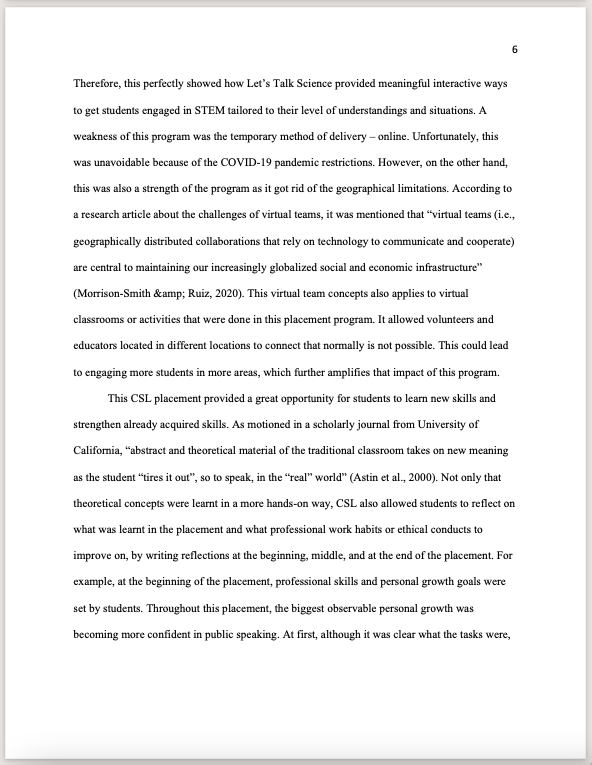 6
Therefore, this perfectly showed how Let’s Talk Science provided meaningful interactive ways
to get students engaged in STEM tailored to their level of understandings and situations. A
weakness of this program was the temporary method of delivery – online. Unfortunately, this
was unavoidable because of the COVID-19 pandemic restrictions. However, on the other hand,
this was also a strength of the program as it got rid of the geographical limitations. According to
a research article about the challenges of virtual teams, it was mentioned that “virtual teams (i.e.,
geographically distributed collaborations that rely on technology to communicate and cooperate)
are central to maintaining our increasingly globalized social and economic infrastructure”
(Morrison-Smith &amp; Ruiz, 2020). This virtual team concepts also applies to virtual
classrooms or activities that were done in this placement program. It allowed volunteers and
educators located in different locations to connect that normally is not possible. This could lead
to engaging more students in more areas, which further amplifies that impact of this program.
This CSL placement provided a great opportunity for students to learn new skills and
strengthen already acquired skills. As motioned in a scholarly journal from University of
California, “abstract and theoretical material of the traditional classroom takes on new meaning
as the student “tires it out”, so to speak, in the “real” world” (Astin et al., 2000). Not only that
theoretical concepts were learnt in a more hands-on way, CSL also allowed students to reflect on
what was learnt in the placement and what professional work habits or ethical conducts to
improve on, by writing reflections at the beginning, middle, and at the end of the placement. For
example, at the beginning of the placement, professional skills and personal growth goals were
set by students. Throughout this placement, the biggest observable personal growth was
becoming more confident in public speaking. At first, although it was clear what the tasks were,